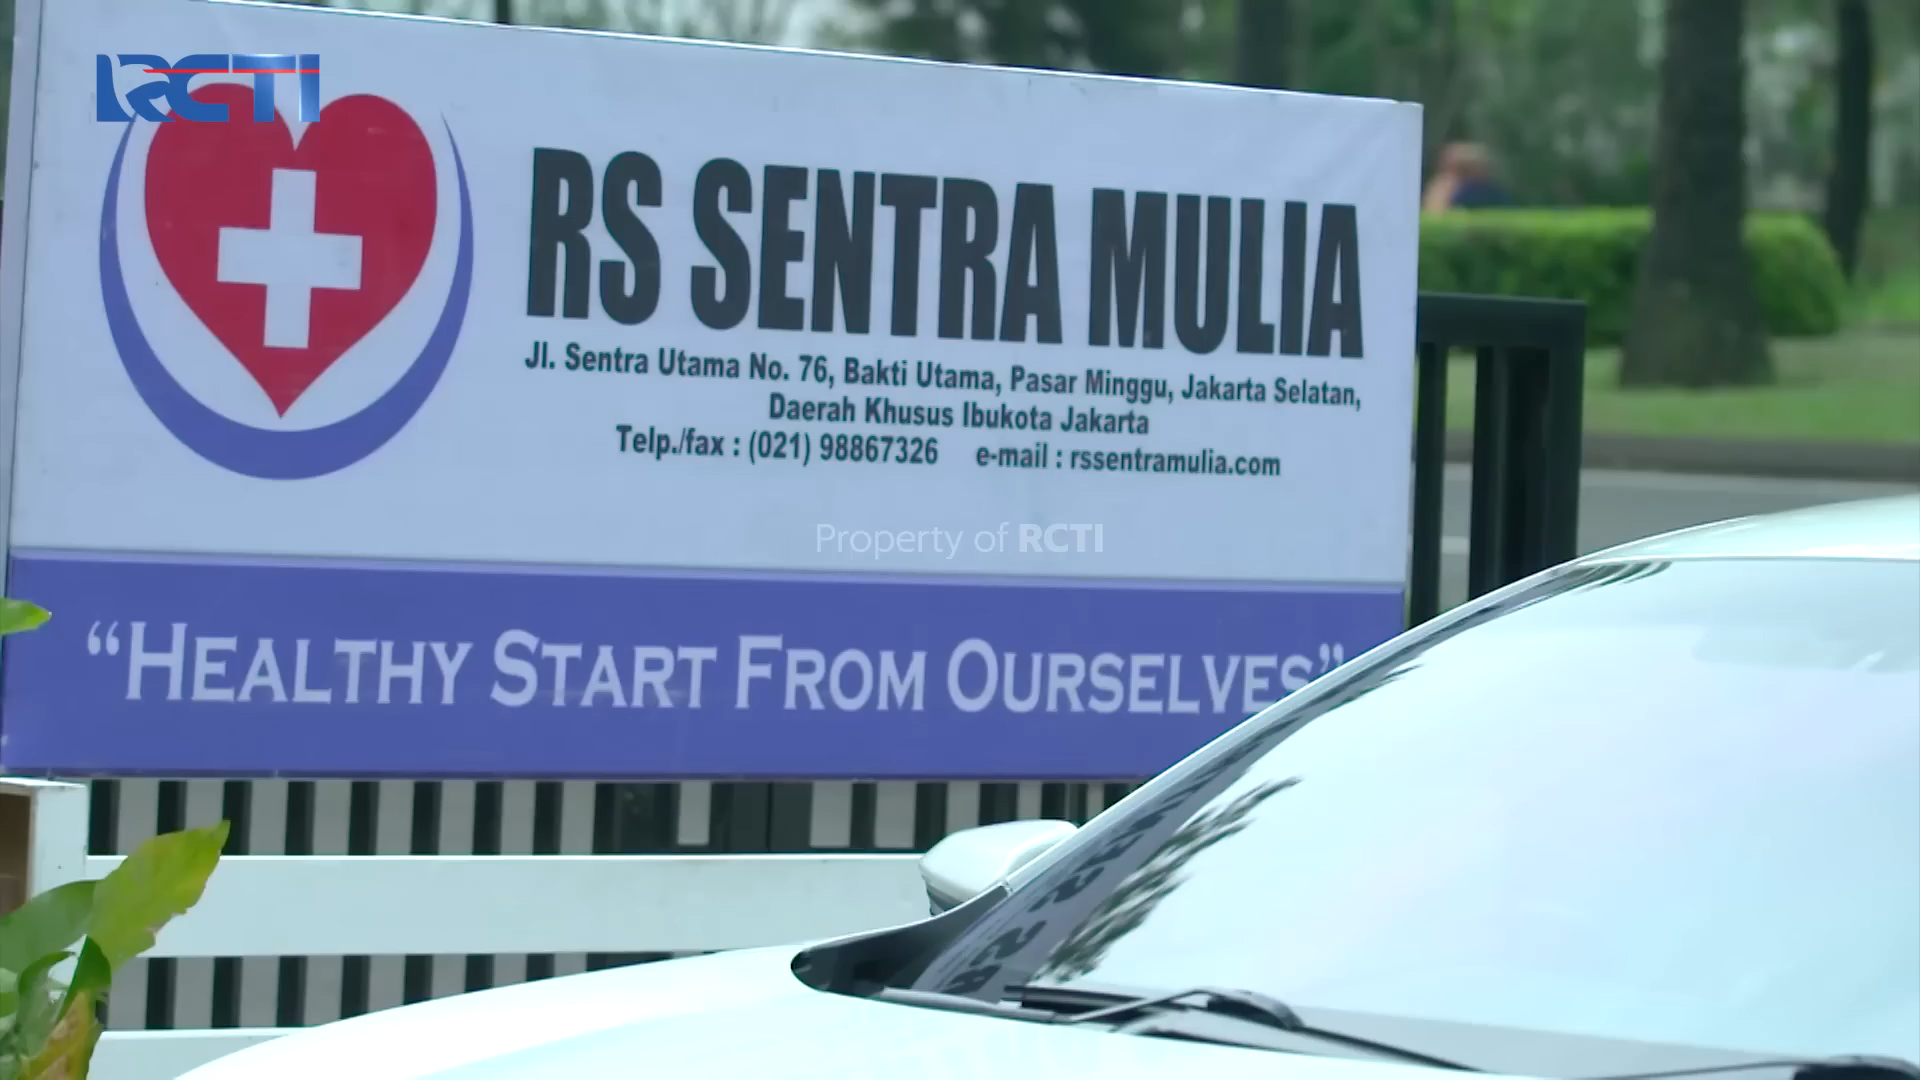 RCTI
RS SENTRA MULIA
Jl. Sentra Utama No. 76, Bakti Utama, Pasar Minggu, Jakarta Selatan,
Daerah Khusus Ibukota Jakarta
Telp./fax : (021) 98867326 e-mail : rssentramulia.com
Property of RCTI
“HEALTHY START FROM OURSELVES”